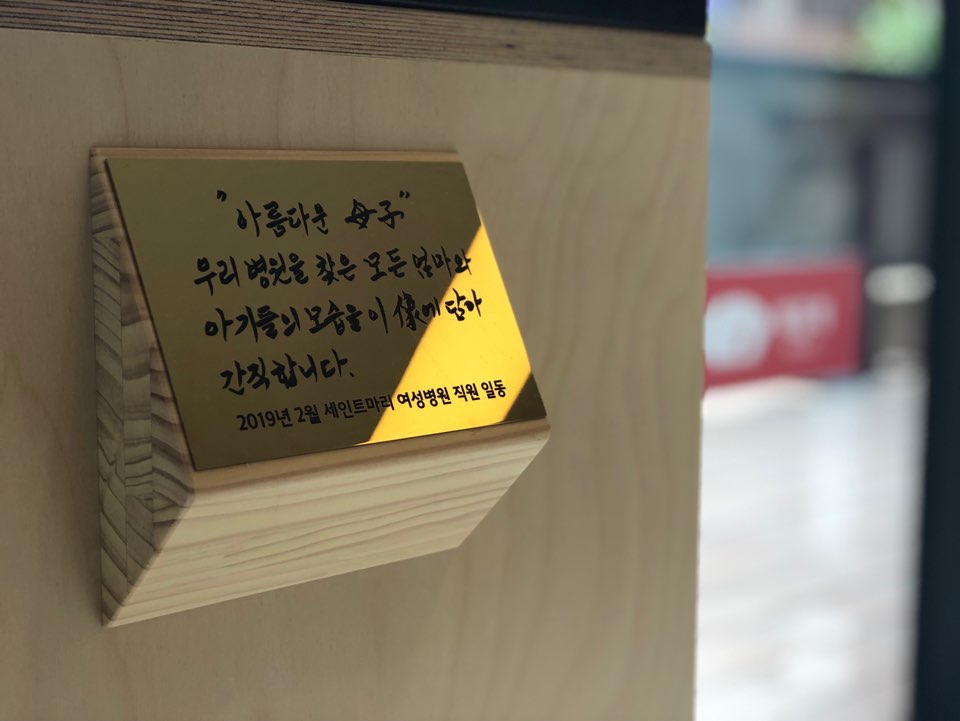 "아름다운 母子"
우리 병원을 찾은 모든 엄마와
아기들의 모습을 이 像에 담아
간직합니다.
2019년 2월 세인트마리 여성병원 직원 일동